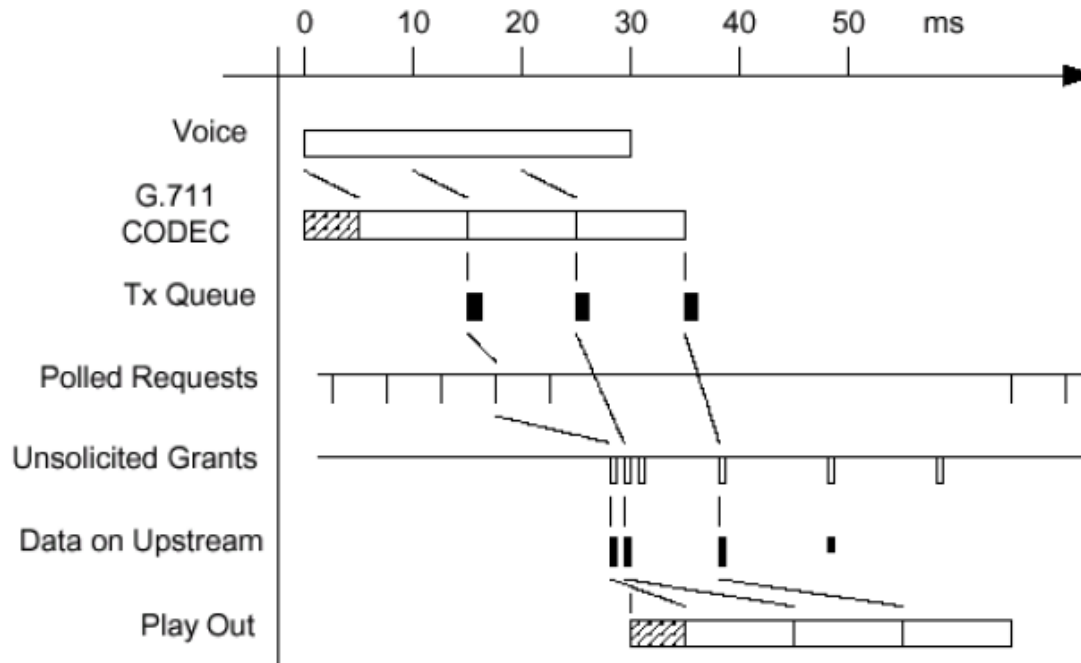 0 10 20 30 40 50 ms
Voice
G.711
CODEC
Tx Queue
Polled Requests
Unsolicited Grants
Data on Upstream
Play Out